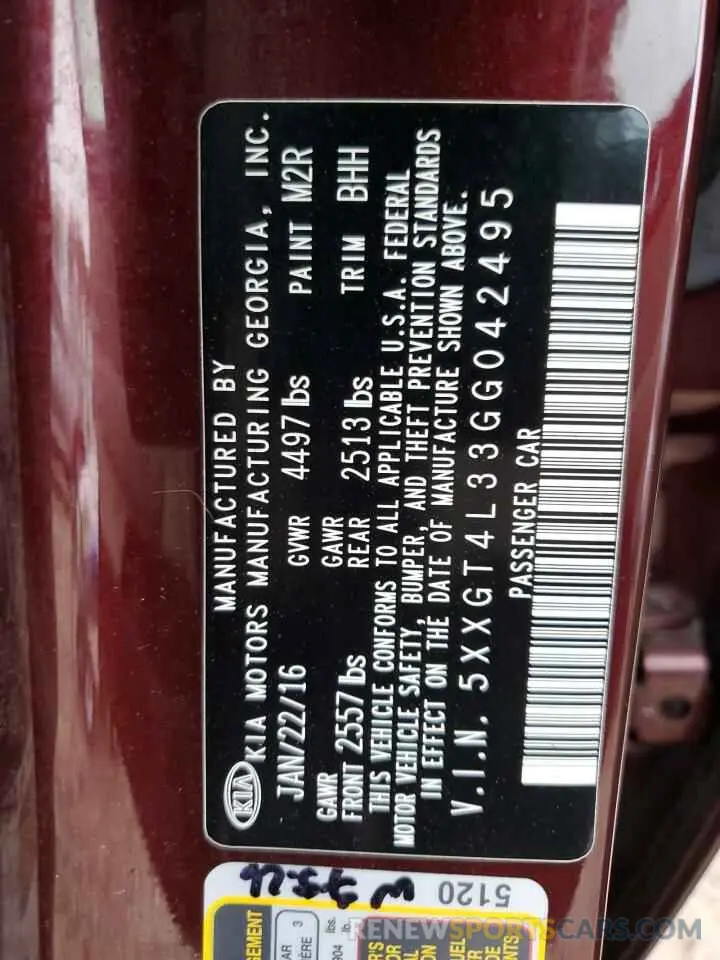 MANUFACTURED BY
KIA KIA MOTORS MANUFACTURING GEORGIA, INC.
JAN/22/16 GVWR 4497 lbs PAINT M2R
GAWR FRONT 2557 lbs GAWR REAR 2513 lbs TRIM BHH
THIS VEHICLE CONFORMS TO ALL APPLICABLE U.S.A. FEDERAL
MOTOR VEHICLE SAFETY, BUMPER, AND THEFT PREVENTION STANDARDS
IN EFFECT ON THE DATE OF MANUFACTURE SHOWN ABOVE.
V.I.N. 5XXGT4L33GG042495
PASSENGER CAR
5120
RENEWSPORTSCARS.COM